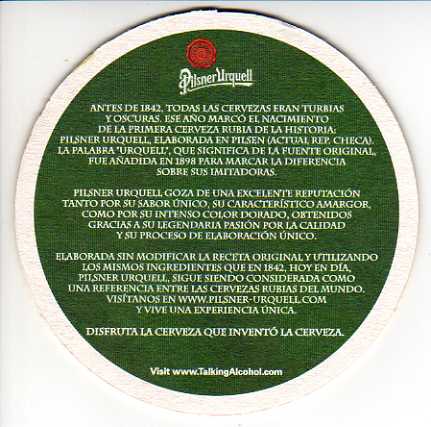 Pilsner Urquell
ANTES DE 1842, TODAS LAS CERVEZAS ERAN TURBIAS
Y OSCURAS. ESE AÑO MARCÓ EL NACIMIENTO
DE LA PRIMERA CERVEZA RUBIA DE LA HISTORIA:
PILSNER URQUELL, ELABORADA EN PILSEN (ACTUAL REP. CHECA).
LA PALABRA 'URQUELL', QUE SIGNIFICA DE LA FUENTE ORIGINAL,
FUE AÑADIDA EN 1898 PARA MARCAR LA DIFERENCIA
SOBRE SUS IMITADORAS.
PILSNER URQUELL GOZA DE UNA EXCELENTE REPUTACIÓN
TANTO POR SU SABOR ÚNICO, SU CARACTERÍSTICO AMARGOR,
COMO POR SU INTENSO COLOR DORADO, OBTENIDOS
GRACIAS A SU LEGENDARIA PASIÓN POR LA CALIDAD
Y SU PROCESO DE ELABORACIÓN ÚNICO.
ELABORADA SIN MODIFICAR LA RECETA ORIGINAL Y UTILIZANDO
LOS MISMOS INGREDIENTES QUE EN 1842, HOY EN DÍA,
PILSNER URQUELL, SIGUE SIENDO CONSIDERADA COMO
UNA REFERENCIA ENTRE LAS CERVEZAS RUBIAS DEL MUNDO.
VISÍTANOS EN WWW.PILSNER-URQUELL.COM
Y VIVE UNA EXPERIENCIA ÚNICA.
DISFRUTA LA CERVEZA QUE INVENTÓ LA CERVEZA.
Visit www.TalkingAlcohol.com